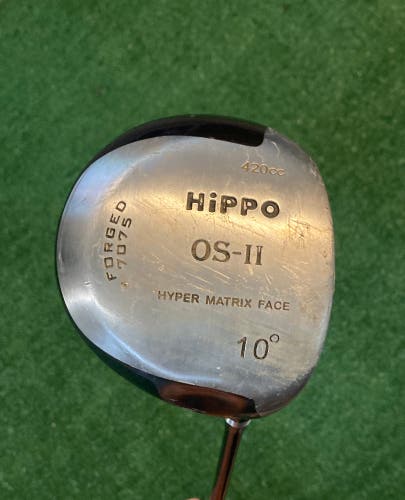 420cc
HiPPO
OS-II
HYPER MATRIX FACE
10°
FORGED
7075